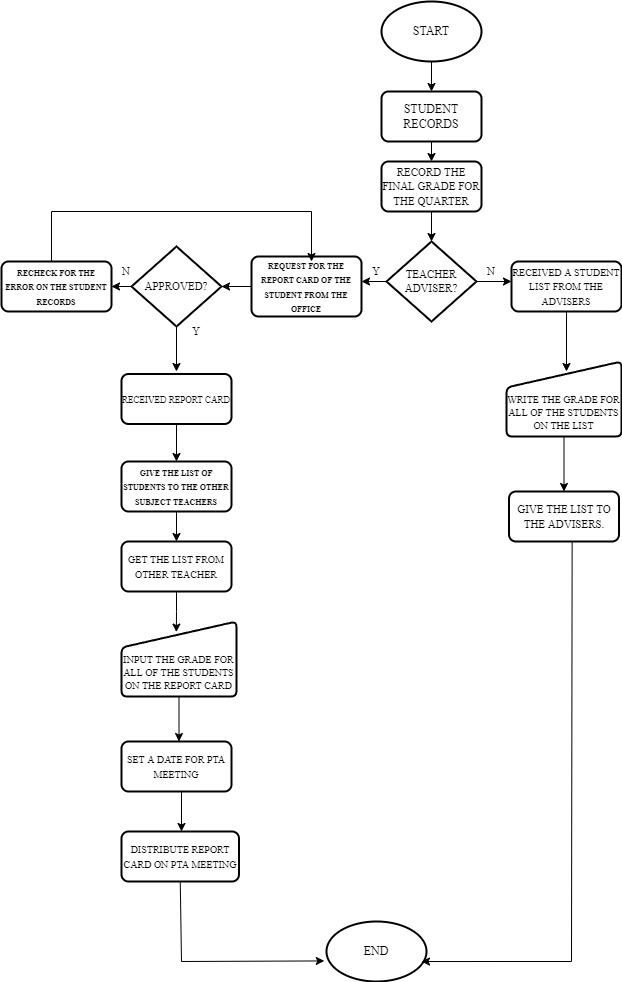 START
STUDENT
RECORDS
RECORD THE
FINAL GRADE FOR
THE QUARTER
TEACHER
ADVISER?
Y
N
REQUEST FOR THE
REPORT CARD OF THE
STUDENT FROM THE
OFFICE
APPROVED?
N
Y
RECHECK FOR THE
ERROR ON THE STUDENT
RECORDS
RECEIVED A STUDENT
LIST FROM THE
ADVISERS
WRITE THE GRADE FOR
ALL OF THE STUDENTS
ON THE LIST
GIVE THE LIST TO
THE ADVISERS.
RECEIVED REPORT CARD
GIVE THE LIST OF
STUDENTS TO THE OTHER
SUBJECT TEACHERS
GET THE LIST FROM
OTHER TEACHER
INPUT THE GRADE FOR
ALL OF THE STUDENTS
ON THE REPORT CARD
SET A DATE FOR PTA
MEETING
DISTRIBUTE REPORT
CARD ON PTA MEETING
END